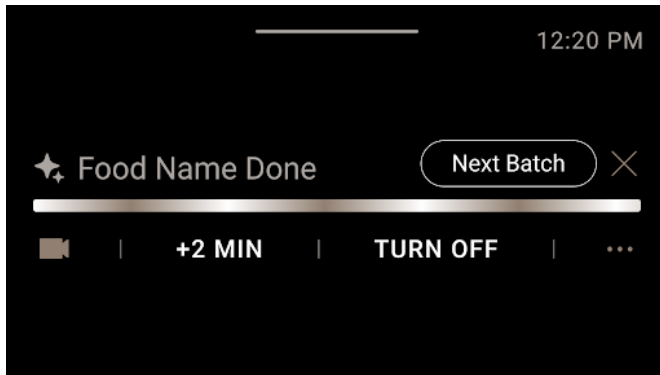 12:20 PM
Food Name Done
Next Batch
+2 MIN | TURN OFF | ...